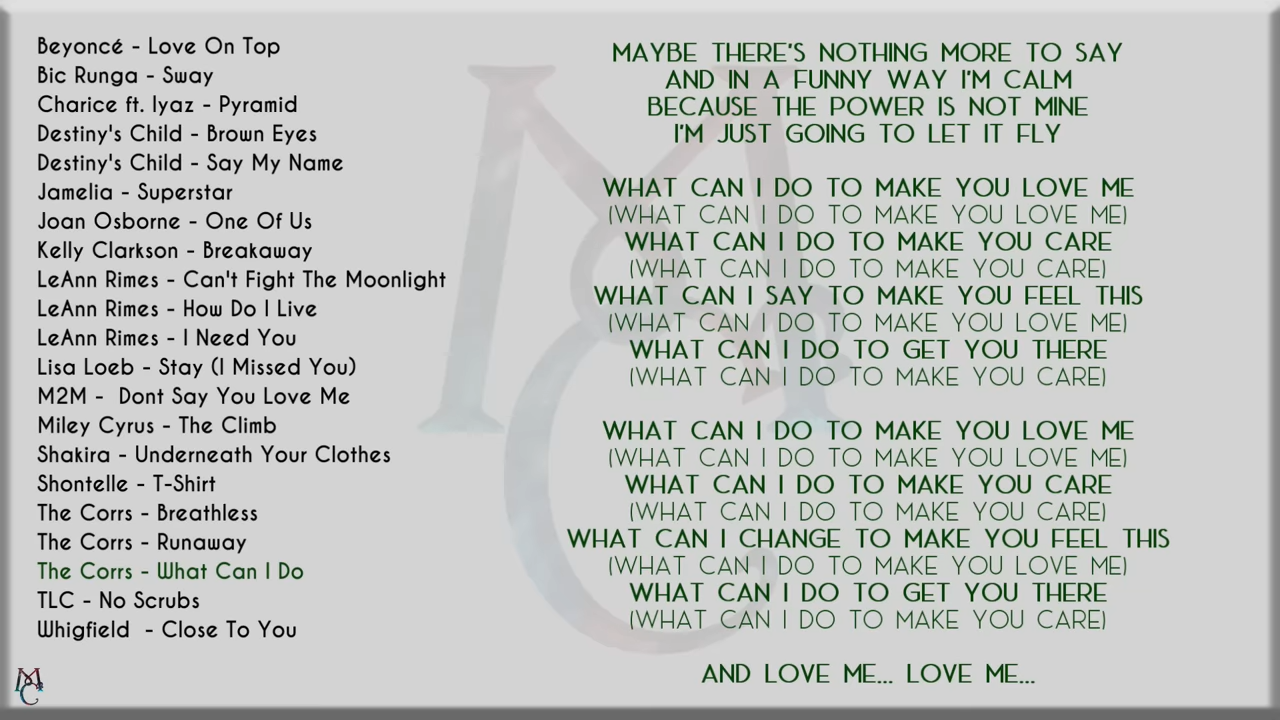 Beyoncé - Love On Top
Bic Runga - Sway
Charice ft. Iyaz - Pyramid
Destiny's Child - Brown Eyes
Destiny's Child - Say My Name
Jamelia - Superstar
Joan Osborne - One Of Us
Kelly Clarkson - Breakaway
LeAnn Rimes - Can't Fight The Moonlight
LeAnn Rimes - How Do I Live
LeAnn Rimes - I Need You
Lisa Loeb - Stay (I Missed You)
M2M -  Dont Say You Love Me
Miley Cyrus - The Climb
Shakira - Underneath Your Clothes
Shontelle - T-Shirt
The Corrs - Breathless
The Corrs - Runaway
The Corrs - What Can I Do
TLC - No Scrubs
Whigfield  - Close To You
MAYBE THERE'S NOTHING MORE TO SAY
AND IN A FUNNY WAY I'M CALM
BECAUSE THE POWER IS NOT MINE
I'M JUST GOING TO LET IT FLY
WHAT CAN I DO TO MAKE YOU LOVE ME
(WHAT CAN I DO TO MAKE YOU LOVE ME)
WHAT CAN I DO TO MAKE YOU CARE
(WHAT CAN I DO TO MAKE YOU CARE)
WHAT CAN I SAY TO MAKE YOU FEEL THIS
(WHAT CAN I DO TO MAKE YOU LOVE ME)
WHAT CAN I DO TO GET YOU THERE
(WHAT CAN I DO TO MAKE YOU CARE)
WHAT CAN I DO TO MAKE YOU LOVE ME
(WHAT CAN I DO TO MAKE YOU LOVE ME)
WHAT CAN I DO TO MAKE YOU CARE
(WHAT CAN I DO TO MAKE YOU CARE)
WHAT CAN I CHANGE TO MAKE YOU FEEL THIS
(WHAT CAN I DO TO MAKE YOU LOVE ME)
WHAT CAN I DO TO GET YOU THERE
(WHAT CAN I DO TO MAKE YOU CARE)
AND LOVE ME... LOVE ME...
MC